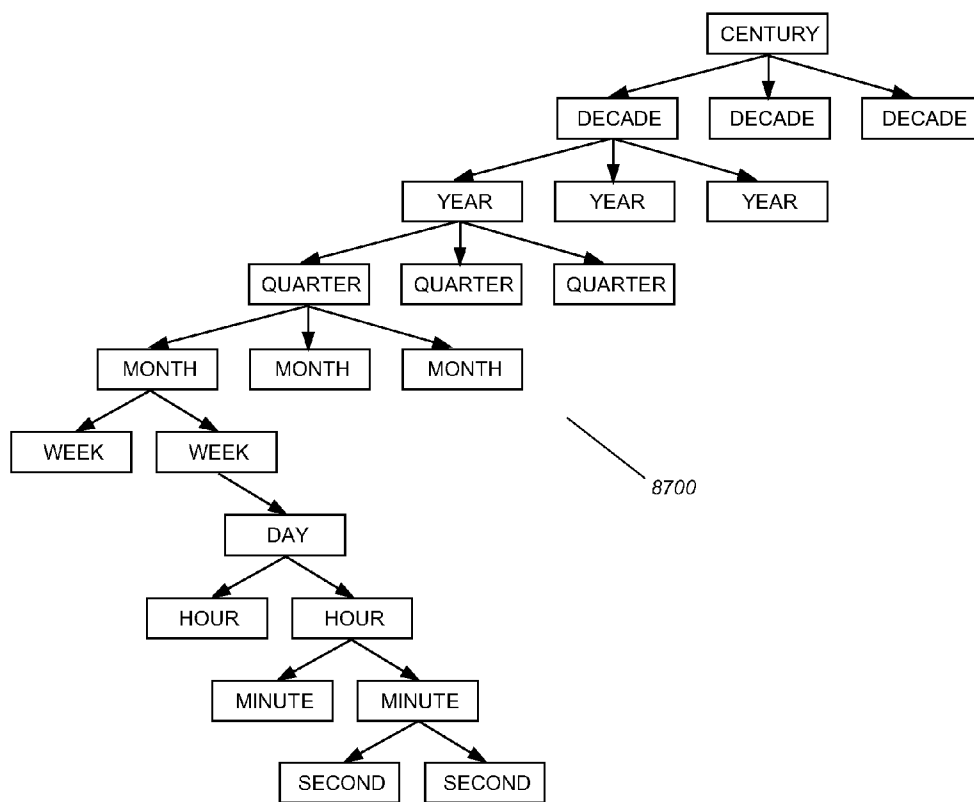 CENTURY
DECADE DECADE DECADE
YEAR YEAR YEAR
QUARTER QUARTER QUARTER
MONTH MONTH MONTH
WEEK WEEK
8700
DAY
HOUR HOUR
MINUTE MINUTE
SECOND SECOND